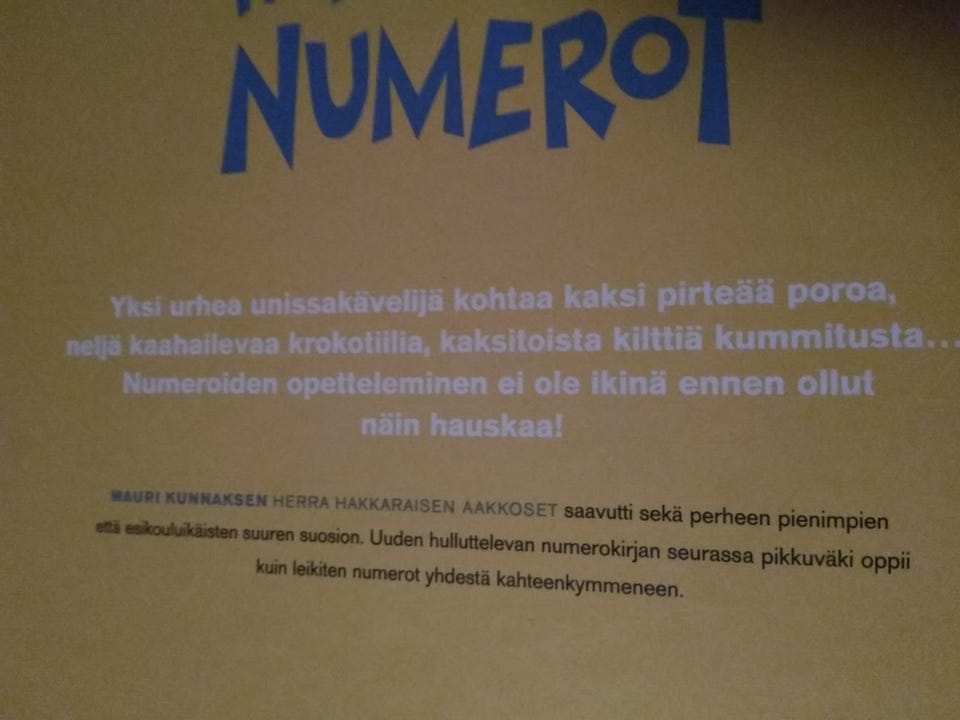 NUMEROT
Yksi urhea unissakävelijä kohtaa kaksi pirteää poroa,
neljä kaahailevaa krokotiilia, kaksitoista kilttiä kummitusta...
Numeroiden opetteleminen ei ole ikinä ennen ollut
näin hauskaa!
MAURI KUNNAKSEN HERRA HAKKARAISEN AAKKOSET saavutti sekä perheen pienimpien
että esikouluikäisten suuren suosion. Uuden hulluttelevan numerokirjan seurassa pikkuväki oppii
kuin leikiten numerot yhdestä kahteenkymmeneen.